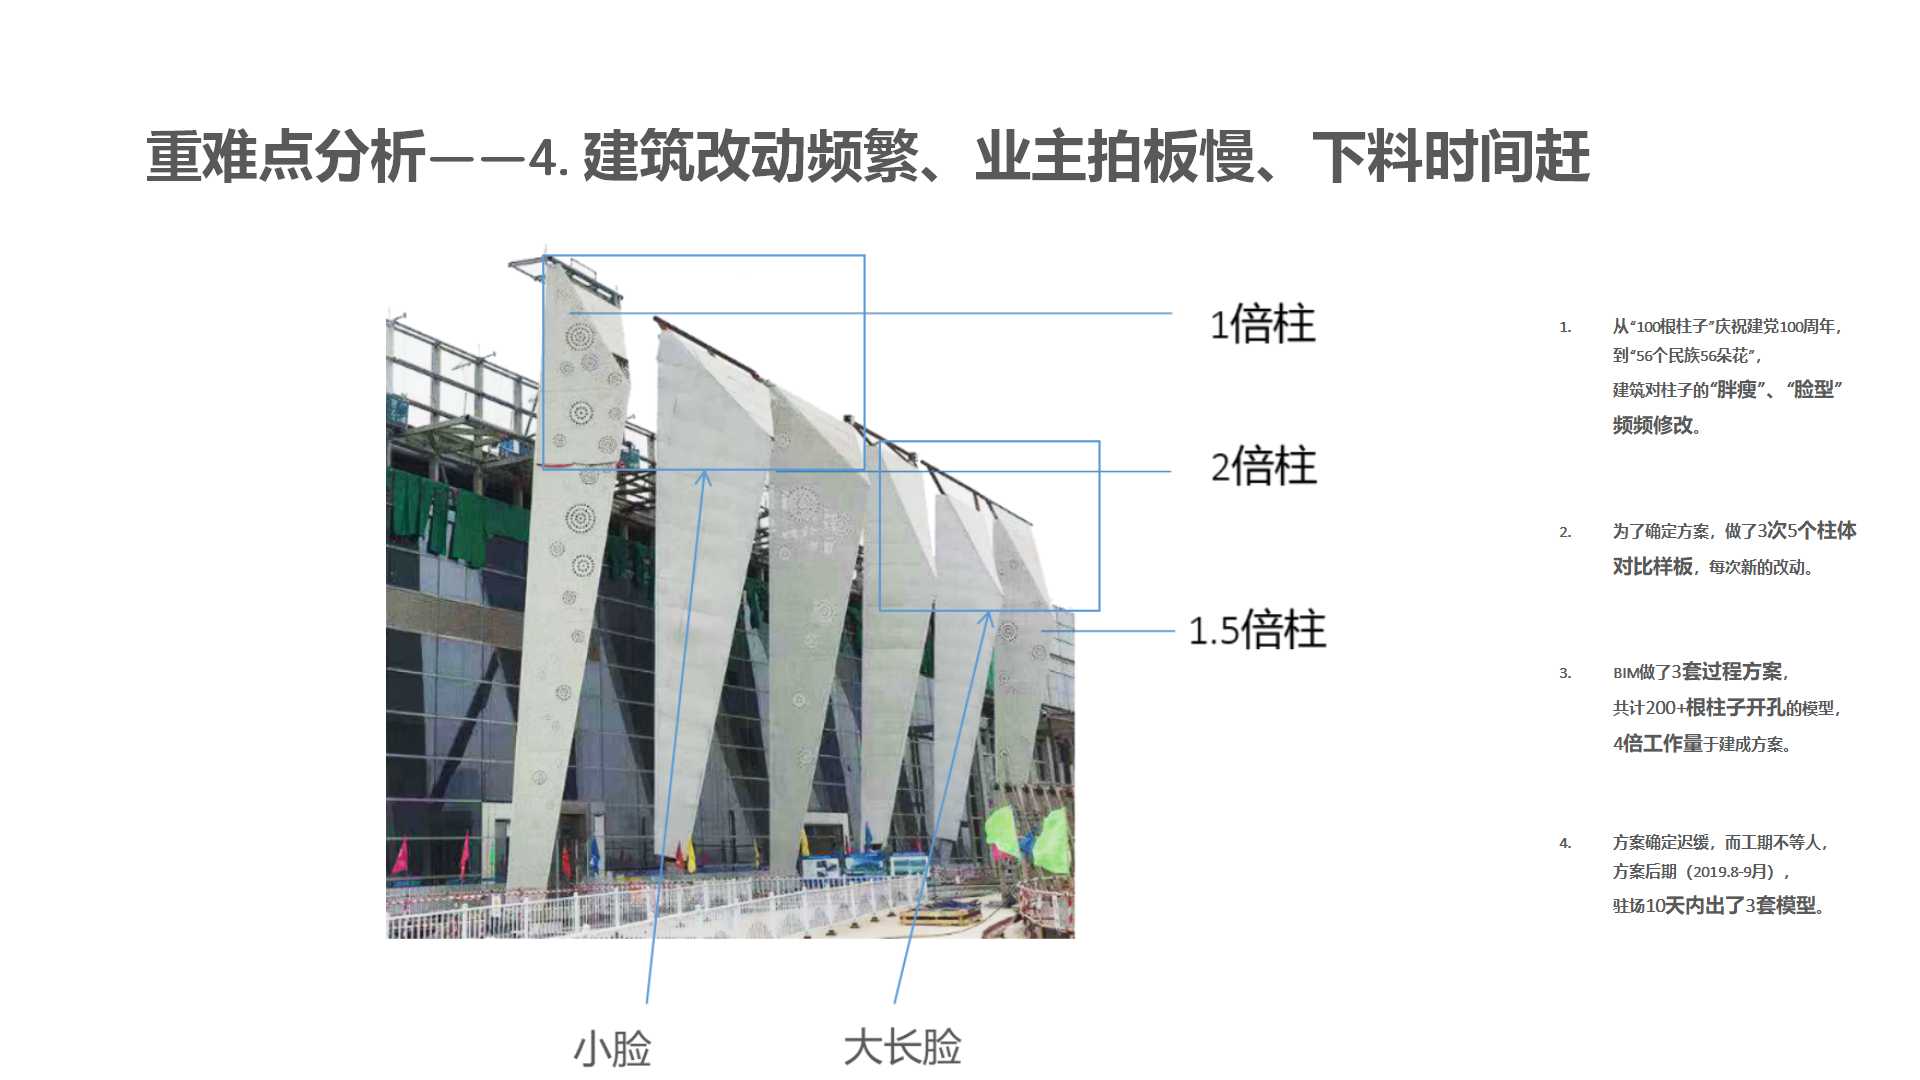 重难点分析——4. 建筑改动频繁、业主拍板慢、下料时间赶
1倍柱
2倍柱
1.5倍柱
小脸
大长脸
1. 从“100根柱子”庆祝建党100周年，
到“56个民族56朵花”，
建筑对柱子的“胖瘦”、“脸型”
频频修改。
2. 为了确定方案，做了3次5个柱体
对比样板，每次新的改动。
3. BIM做了3套过程方案，
共计200+根柱子开孔的模型，
4倍工作量于建成方案。
4. 方案确定迟缓，而工期不等人，
方案后期（2019.8-9月），
驻场10天内出了3套模型。